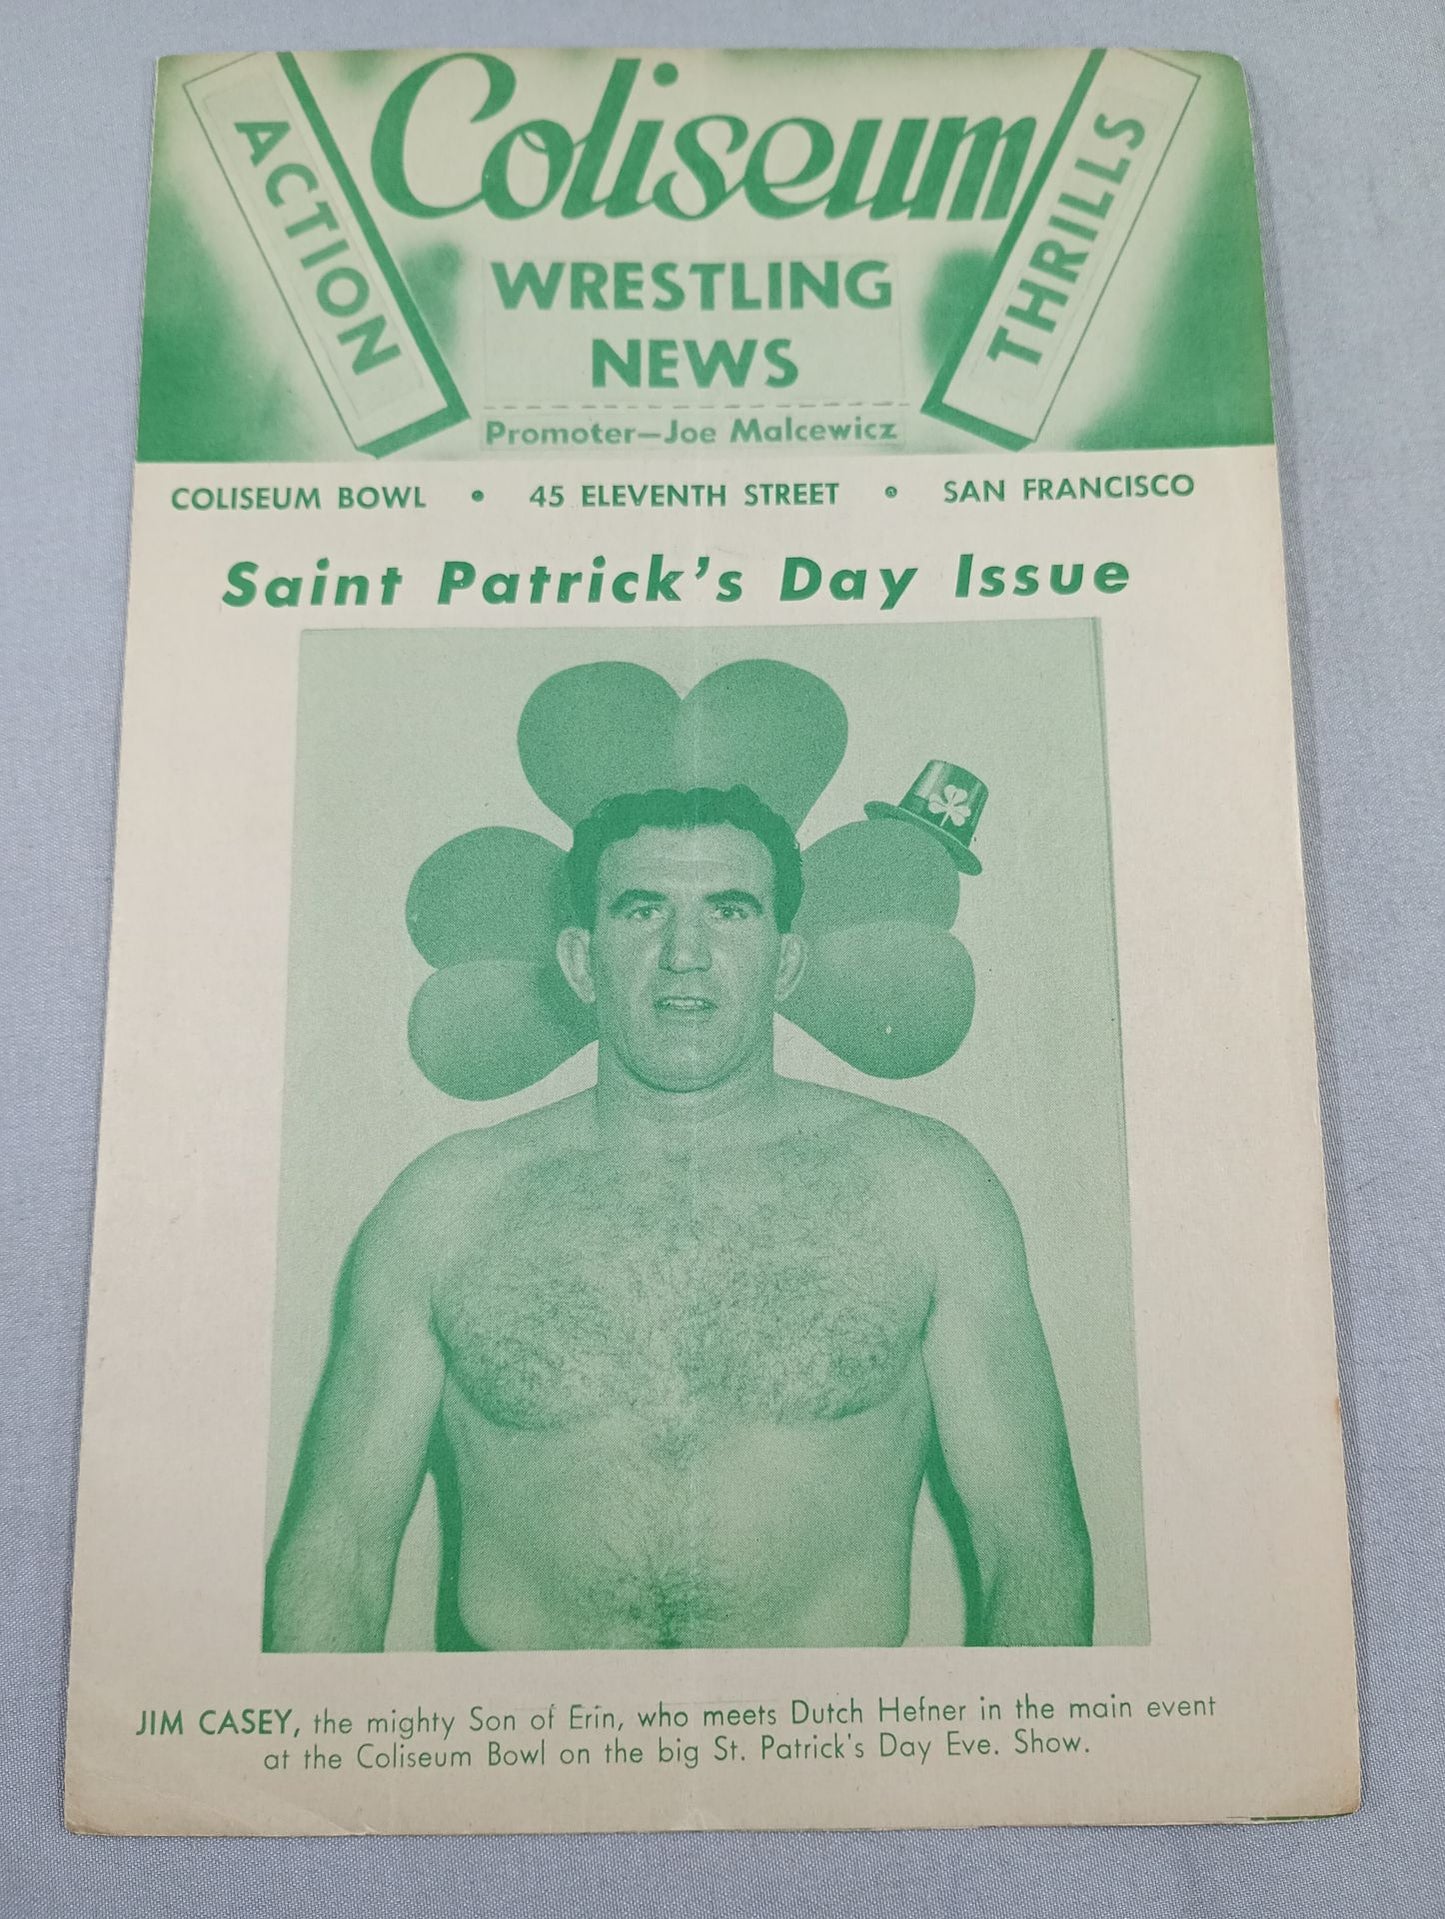 ACTION
Coliseum
THRILLS
WRESTLING
NEWS
Promoter—Joe Malcewicz
COLISEUM BOWL • 45 ELEVENTH STREET • SAN FRANCISCO
Saint Patrick's Day Issue
JIM CASEY, the mighty Son of Erin, who meets Dutch Hefner in the main event
at the Coliseum Bowl on the big St. Patrick's Day Eve. Show.